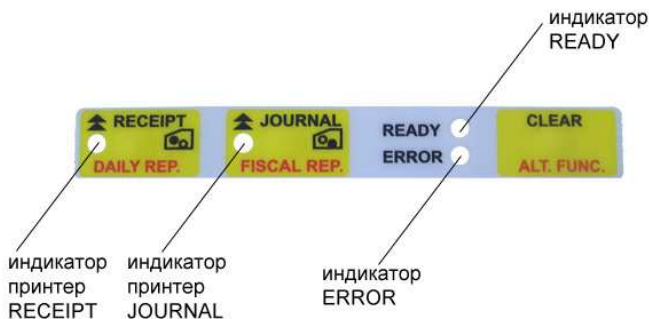 индикатор
READY
RECEIPT
DAILY REP.
JOURNAL
FISCAL REP.
READY
ERROR
CLEAR
ALT. FUNC.
индикатор
принтер
RECEIPT
индикатор
принтер
JOURNAL
индикатор
ERROR